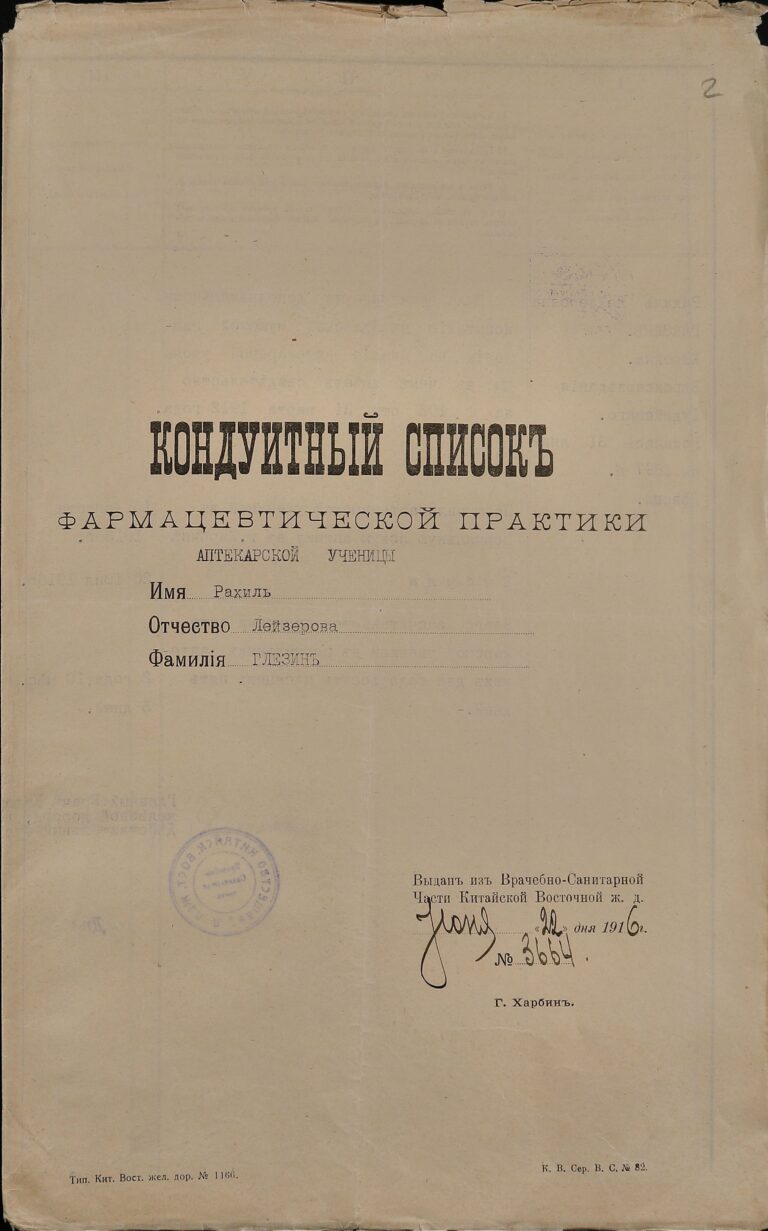 2
КОНДУИТНЫЙ СПИСОКЪ
ФАРМАЦЕВТИЧЕСКОЙ ПРАКТИКИ
АПТЕКАРСКОЙ УЧЕНИЦЫ
Имя Рахиль
Отчество Лейзерова
Фамилія ГЛЕЗИНЪ
Выданъ изъ Врачебно-Санитарной
Части Китайской Восточной ж. д.
Іюня «22» дня 1916г.
№ 3664.
Г. Харбинъ.
Тип. Кит. Вост. жел. дор. № 1166.
К. В. Сер. В. С. № 82.